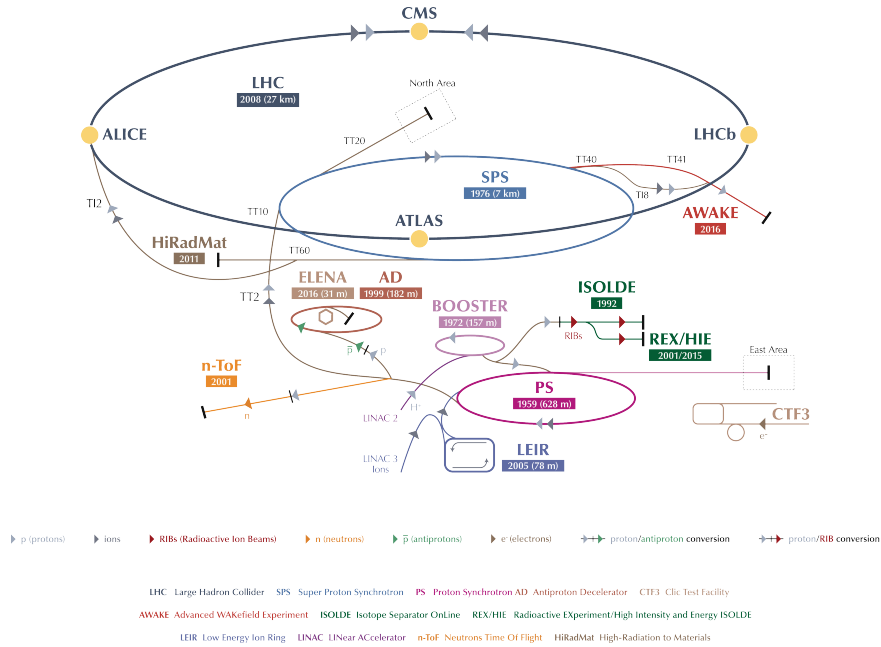 CMS
LHC
2008 (27 km)
North Area
ALICE
LHCb
TT20
TT40
TT41
SPS
1976 (7 km)
TI8
TI2
TT10
ATLAS
AWAKE
2016
HiRadMat
2011
TT60
ELENA
2016 (31 m)
AD
1999 (182 m)
ISOLDE
1992
TT2
BOOSTER
1972 (157 m)
RIBs
REX/HIE
2001/2015
p̅
p
East Area
n-ToF
2001
PS
1959 (628 m)
n
H⁻
LINAC 2
CTF3
e⁻
LEIR
2005 (78 m)
LINAC 3
Ions
p (protons) ions RIBs (Radioactive Ion Beams) n (neutrons) p̅ (antiprotons) e⁻ (electrons) proton/antiproton conversion proton/RIB conversion
LHC Large Hadron Collider SPS Super Proton Synchrotron PS Proton Synchrotron AD Antiproton Decelerator CTF3 Clic Test Facility
AWAKE Advanced WAKefield Experiment ISOLDE Isotope Separator OnLine REX/HIE Radioactive EXperiment/High Intensity and Energy ISOLDE
LEIR Low Energy Ion Ring LINAC LINear ACcelerator n-ToF Neutrons Time Of Flight HiRadMat High-Radiation to Materials